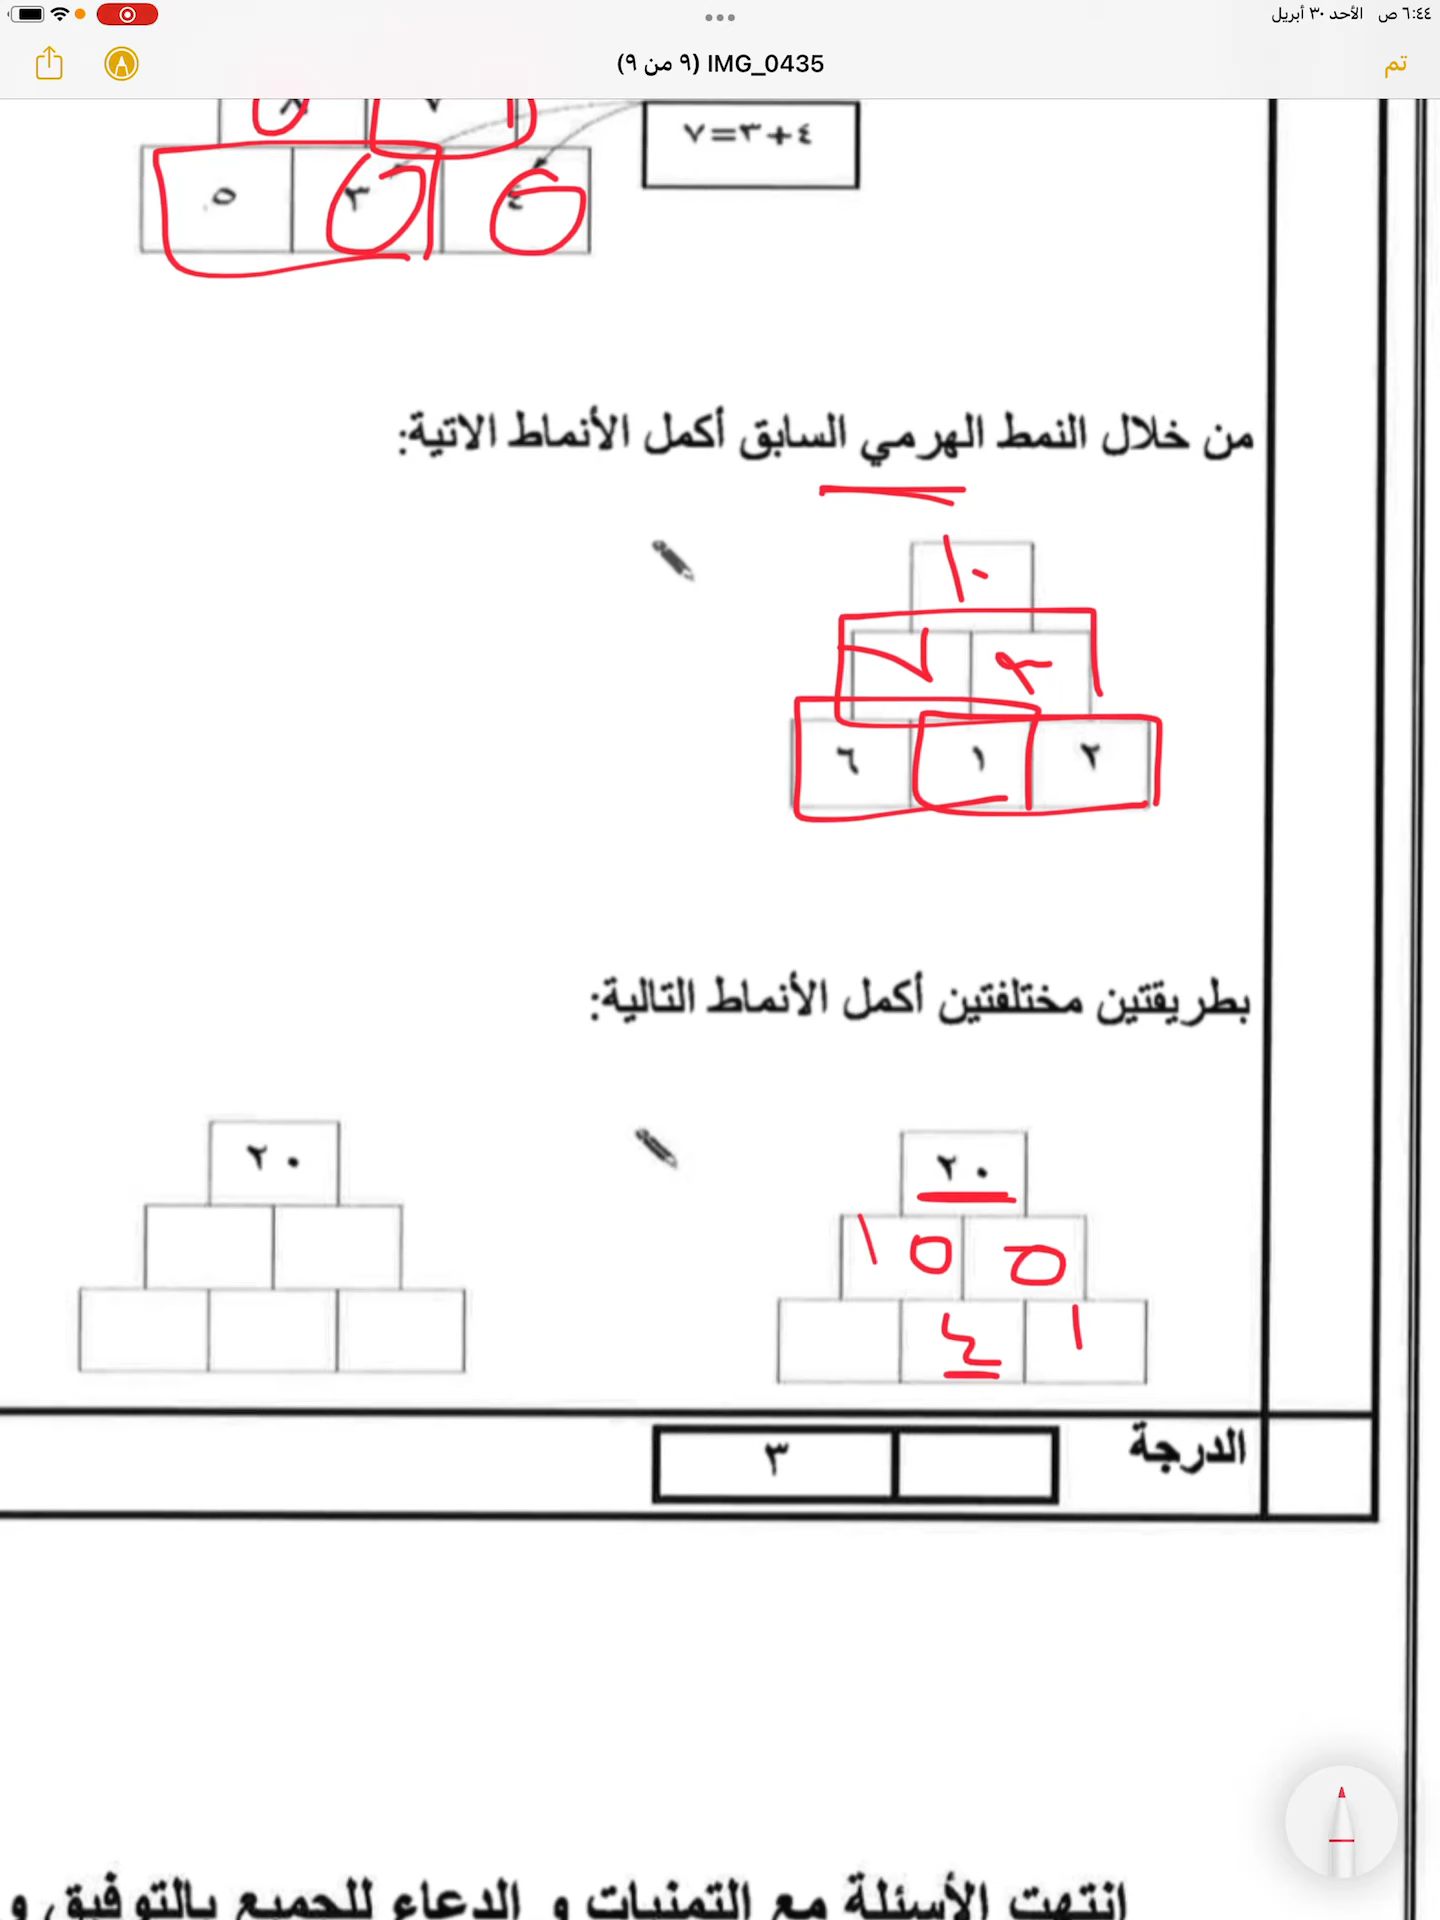 ٦:٤٤ ص الأحد ٣٠ أبريل
IMG_0435 (٩ من ٩)
تم
٤+٣=٧
٥ ٣ ٤
من خلال النمط الهرمي السابق أكمل الأنماط الاتية:
١٠
٧ ٣
٦ ١ ٢
بطريقتين مختلفتين أكمل الأنماط التالية:
٢٠ ٢٠
١٥ ٥
٤ ١
الدرجة
٣
انتهت الأسئلة مع التمنيات و الدعاء للجميع بالتوفيق و